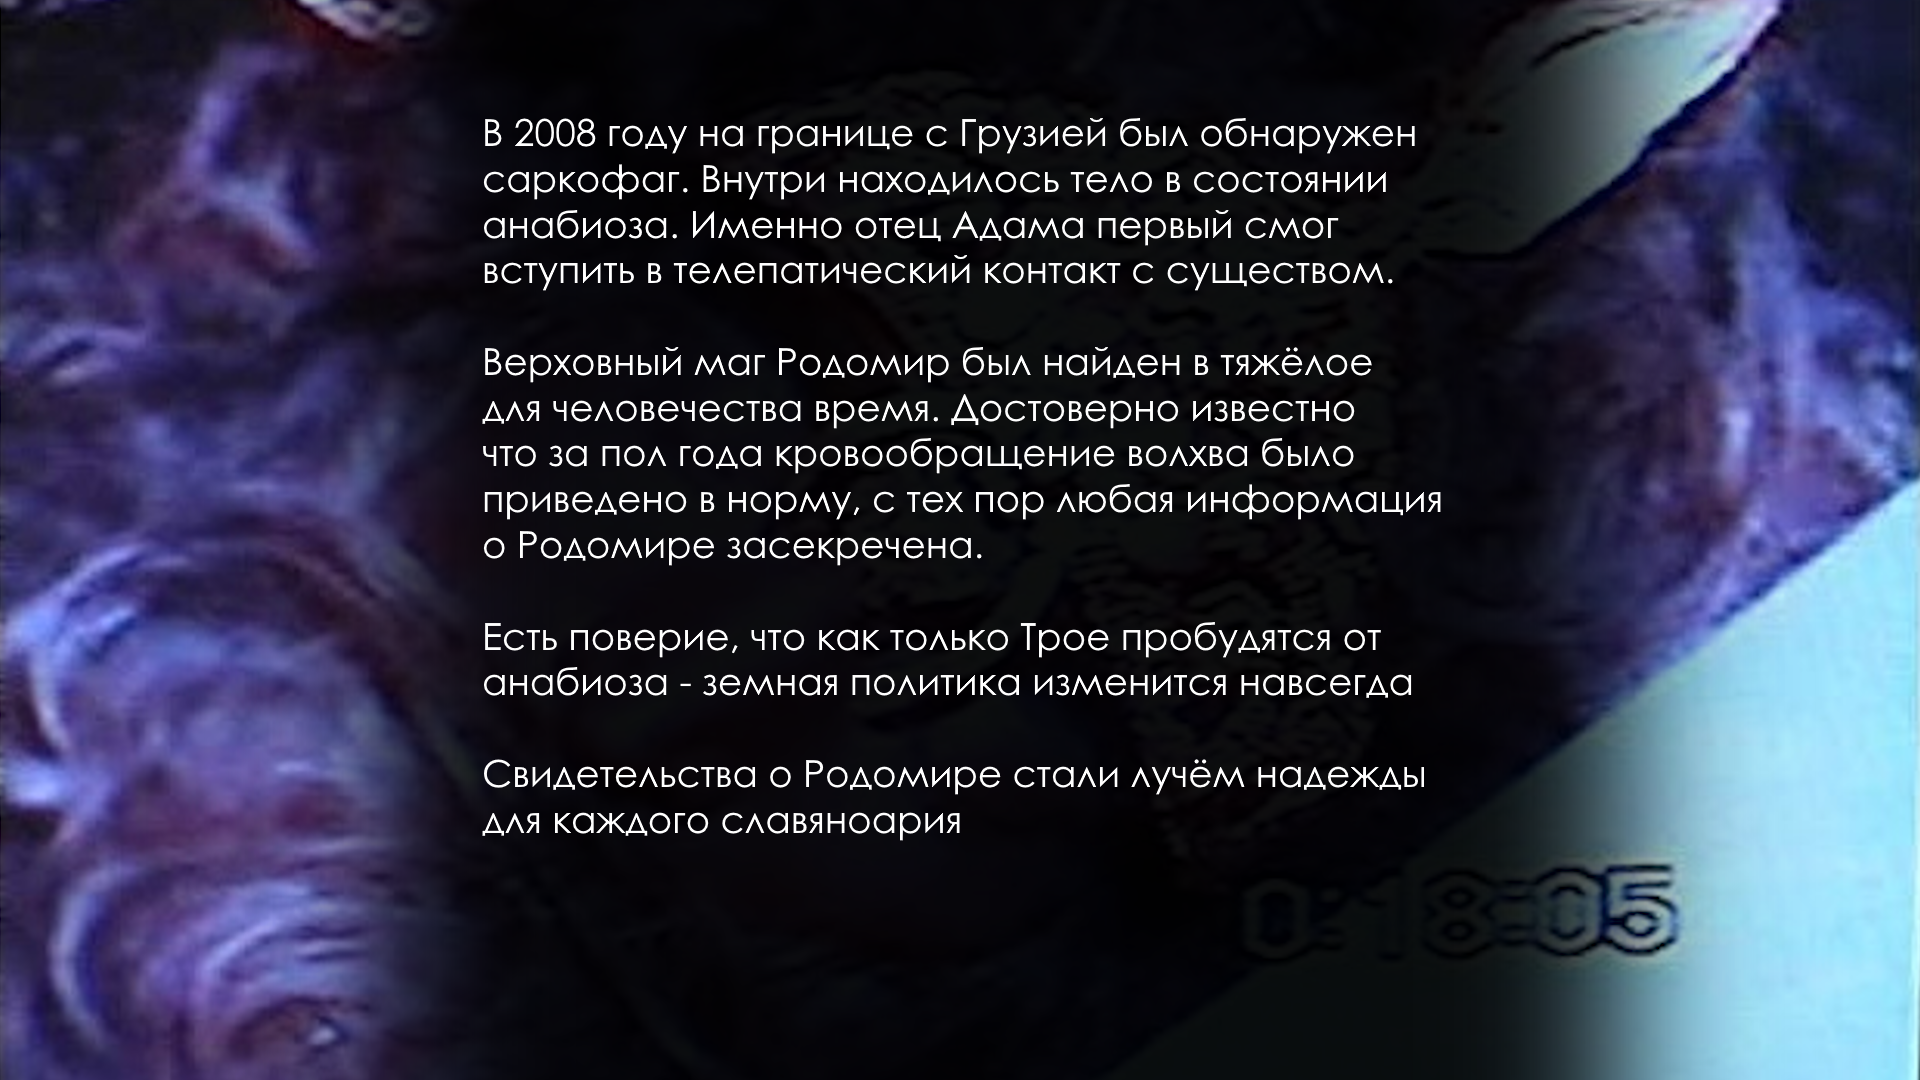 В 2008 году на границе с Грузией был обнаружен
саркофаг. Внутри находилось тело в состоянии
анабиоза. Именно отец Адама первый смог
вступить в телепатический контакт с существом.
Верховный маг Родомир был найден в тяжёлое
для человечества время. Достоверно известно
что за пол года кровообращение волхва было
приведено в норму, с тех пор любая информация
о Родомире засекречена.
Есть поверие, что как только Трое пробудятся от
анабиоза - земная политика изменится навсегда
Свидетельства о Родомире стали лучём надежды
для каждого славяноария
0:18:05